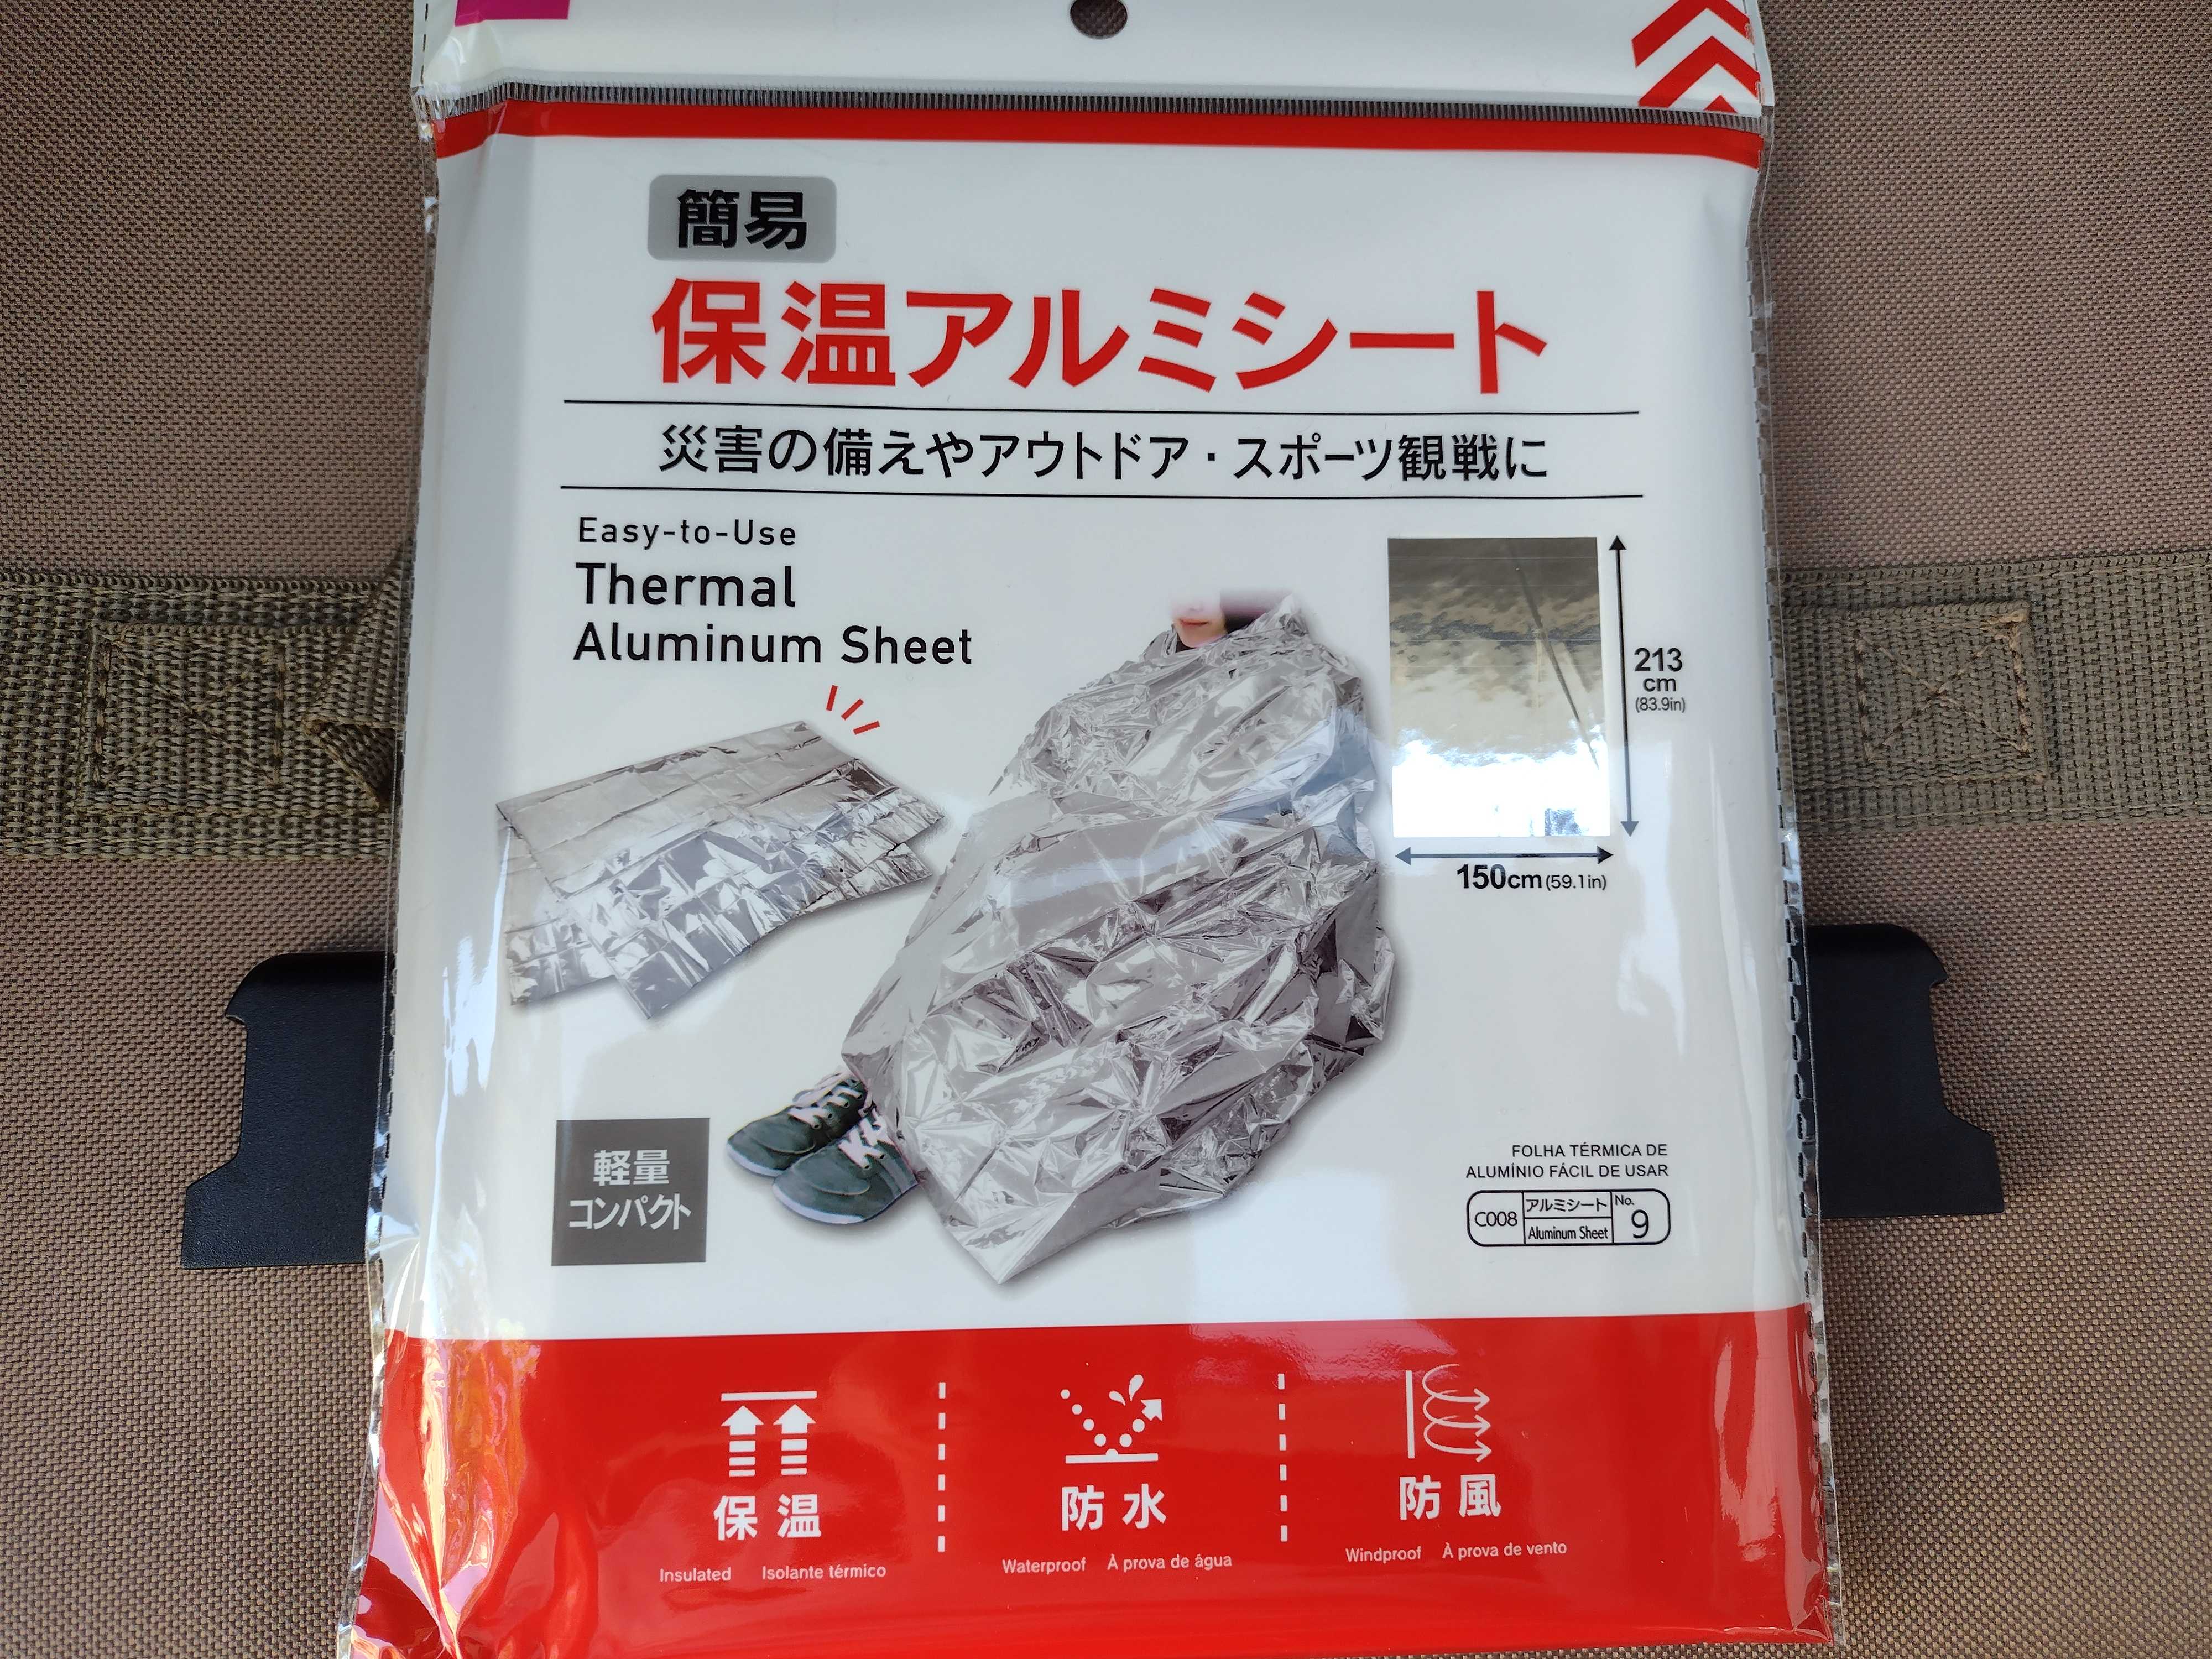 簡易
保温アルミシート
災害の備えやアウトドア・スポーツ観戦に
Easy-to-Use
Thermal
Aluminum Sheet
213
cm
(83.9in)
150cm(59.1in)
軽量
コンパクト
FOLHA TÉRMICA DE
ALUMÍNIO FÁCIL DE USAR
C008 アルミシート Aluminum Sheet No. 9
保温
Insulated Isolante térmico
防水
Waterproof À prova de água
防風
Windproof À prova de vento